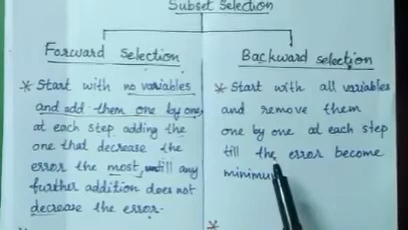 Subset Selection
Forward Selection
* Start with no variables
and add them one by one,
at each step adding the
one that decrease the
error the most, until any
further addition does not
decrease the error.
Backward selection
* Start with all variables
and remove them
one by one at each step
till the error become
*